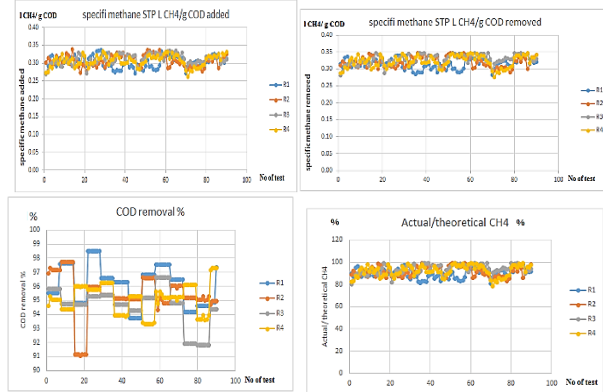 l CH4/ g COD
specifi methane STP L CH4/g COD added
0.40
0.35
0.30
0.25
0.20
0.15
0.10
0.05
0.00
specific methane added
0 20 40 60 80 100
No of test
R1
R2
R3
R4
l CH4/ g COD
specifi methane STP L CH4/g COD removed
0.40
0.35
0.30
0.25
0.20
0.15
0.10
0.05
0.00
specific methane removed
0 20 40 60 80 100
No of test
R1
R2
R3
R4
%
COD removal %
100
99
98
97
96
95
94
93
92
91
90
COD removal %
0 20 40 60 80 100
No of test
R1
R2
R3
R4
%
Actual/theoretical CH4 %
120
100
80
60
40
20
0
Actual/theoretical CH4
0 20 40 60 80 100
No of test
R1
R2
R3
R4